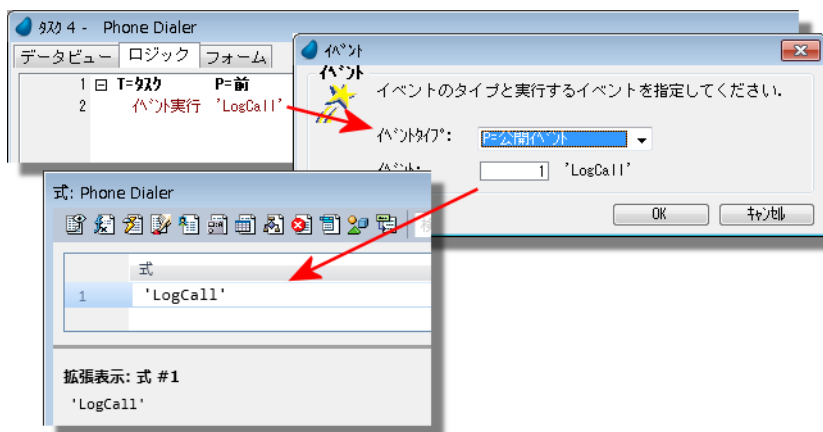 ﾀｽｸ 4 - Phone Dialer
データビュー ロジック フォーム
1 T=ﾀｽｸ P=前
2 ｲﾍﾞﾝﾄ実行 'LogCall'
ｲﾍﾞﾝﾄ
ｲﾍﾞﾝﾄ
イベントのタイプと実行するイベントを指定してください.
ｲﾍﾞﾝﾄﾀｲﾌﾟ:
P=公開ｲﾍﾞﾝﾄ
ｲﾍﾞﾝﾄ:
1 'LogCall'
OK ｷｬﾝｾﾙ
式: Phone Dialer
式
1 'LogCall'
拡張表示: 式 #1
'LogCall'